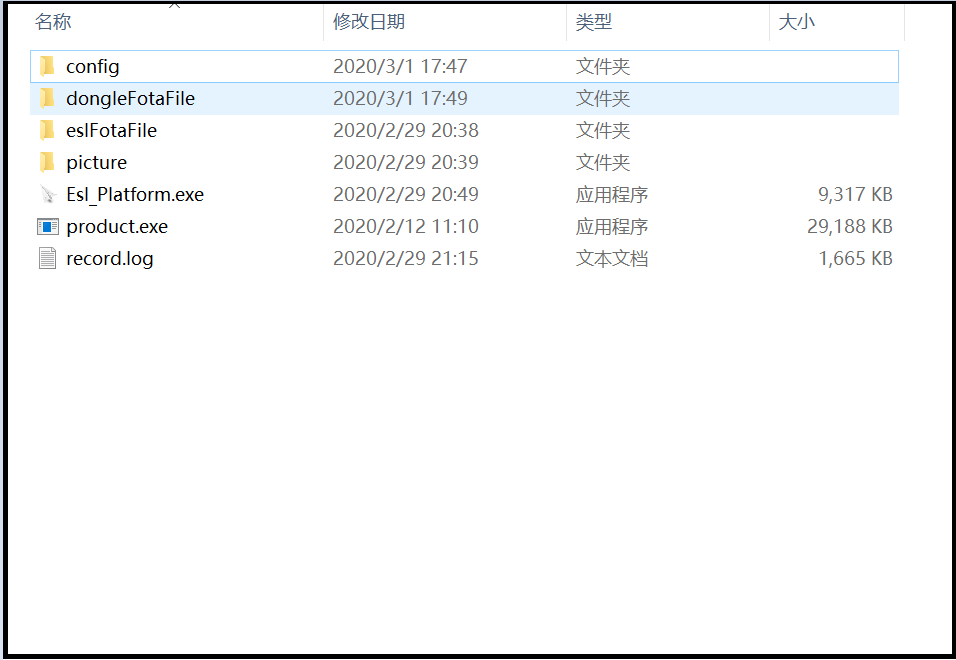 名称 修改日期 类型 大小
config 2020/3/1 17:47 文件夹
dongleFotaFile 2020/3/1 17:49 文件夹
eslFotaFile 2020/2/29 20:38 文件夹
picture 2020/2/29 20:39 文件夹
Esl_Platform.exe 2020/2/29 20:49 应用程序 9,317 KB
product.exe 2020/2/12 11:10 应用程序 29,188 KB
record.log 2020/2/29 21:15 文本文档 1,665 KB